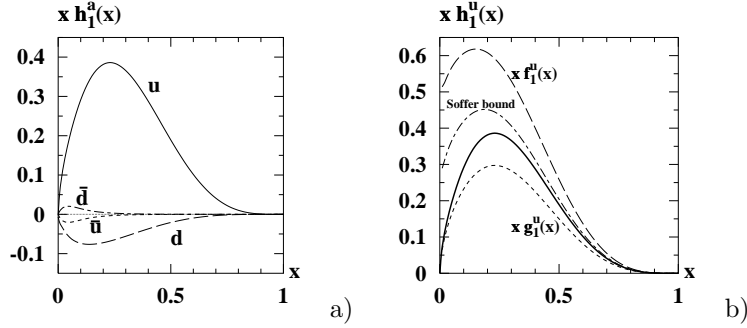 x h₁ᵃ(x)
0.4
0.3
0.2
0.1
0
-0.1
u
d̄
ū
d
x
0
0.5
1
a)
x h₁ᵘ(x)
0.6
0.5
0.4
0.3
0.2
0.1
0
x f₁ᵘ(x)
Soffer bound
x g₁ᵘ(x)
x
0
0.5
1
b)